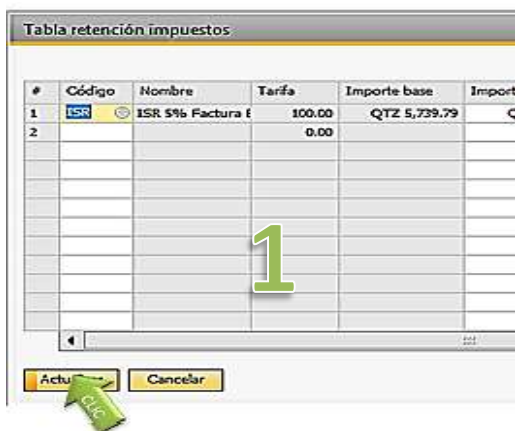 Tabla retención impuestos
# Código Nombre Tarifa Importe base Import
1 ISR ISR 5% Factura E 100.00 QTZ 5,739.79 Q
2 0.00
1
Cancelar
CLIC